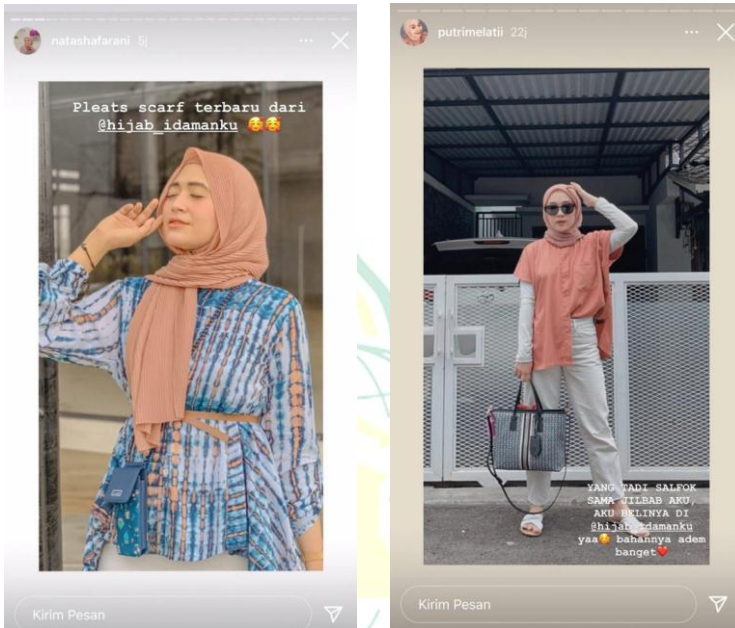 natashafarani 5j
Pleats scarf terbaru dari
@hijab_idamanku 🥰🥰
Kirim Pesan
putrimelatii 22j
YANG TADI SALFOK
SAMA JILBAB AKU,
AKU BELINYA DI
@hijab_idamanku
yaa🥰 bahannya adem
banget❤️
Kirim Pesan